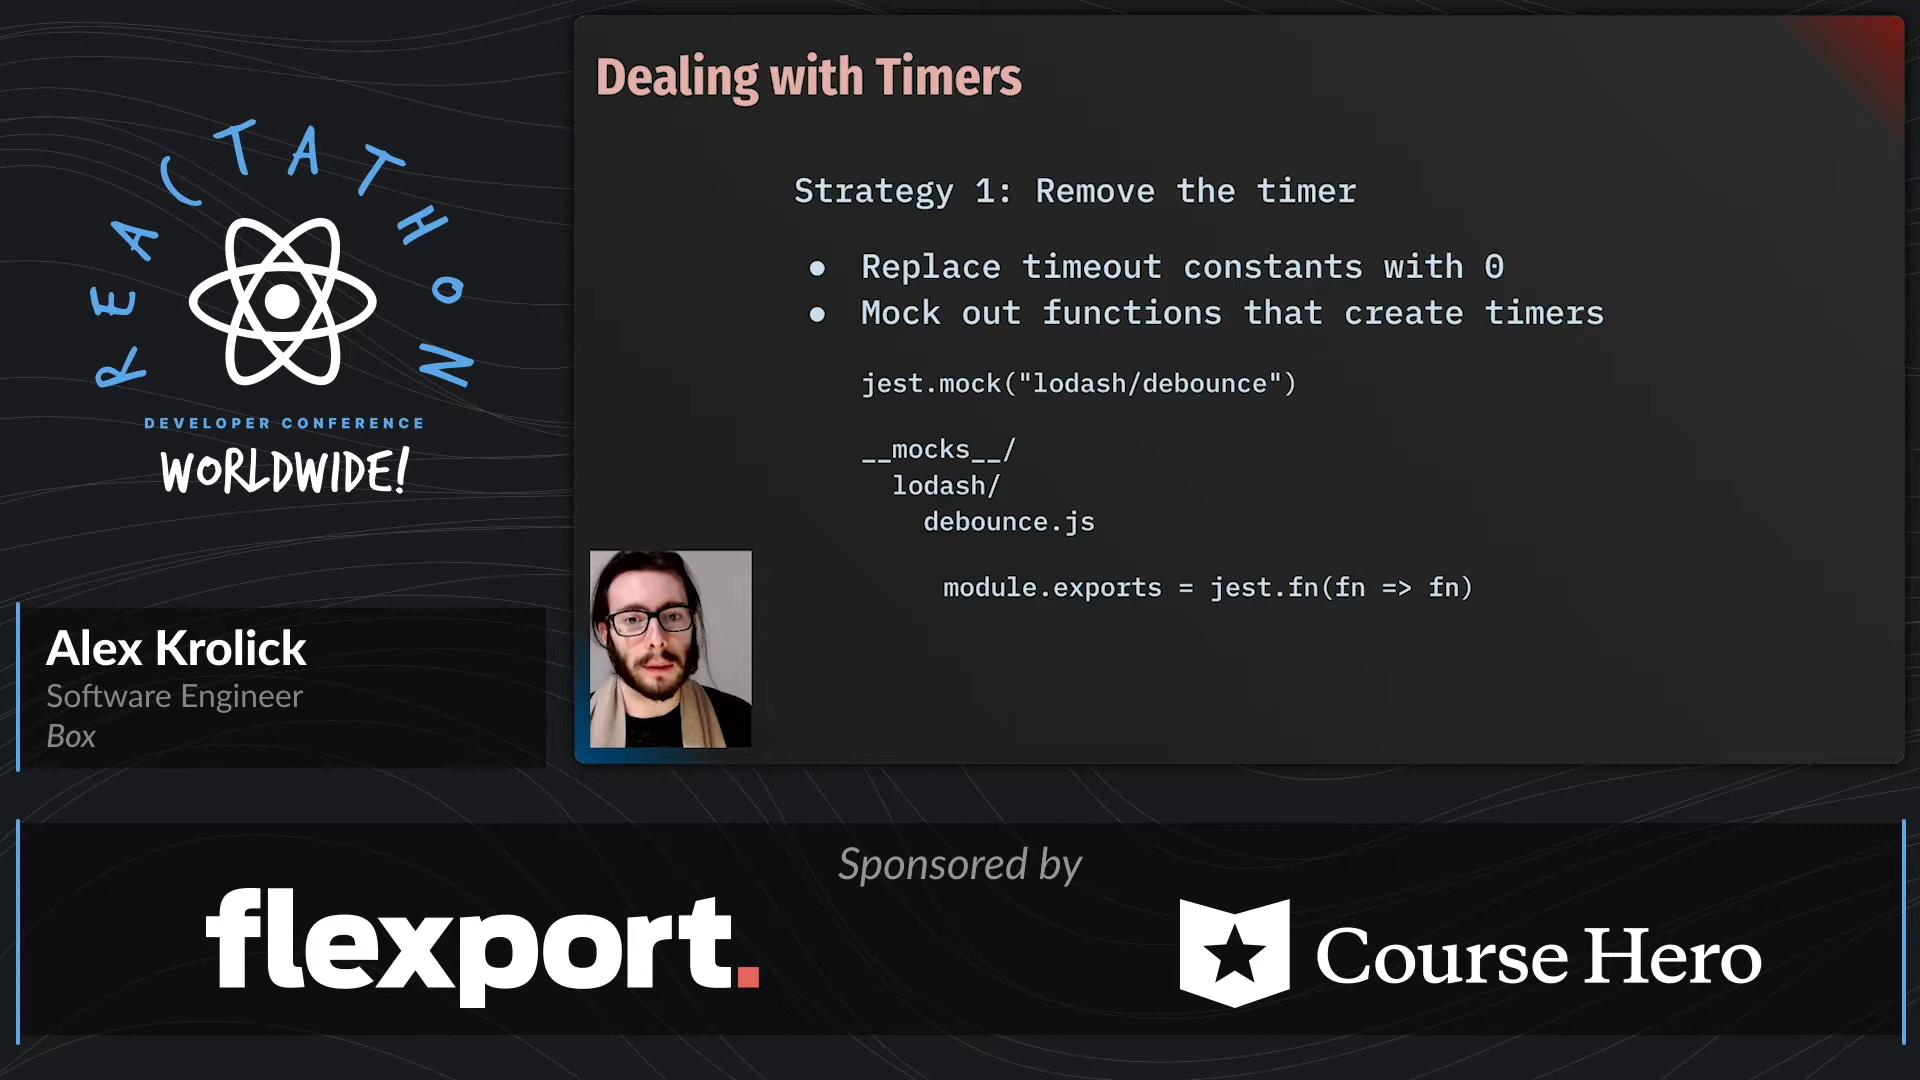 REACTATHON
DEVELOPER CONFERENCE
WORLDWIDE!
Alex Krolick
Software Engineer
Box
Dealing with Timers
Strategy 1: Remove the timer
● Replace timeout constants with 0
● Mock out functions that create timers
jest.mock("lodash/debounce")
__mocks__/
lodash/
debounce.js
module.exports = jest.fn(fn => fn)
Sponsored by
flexport.
Course Hero